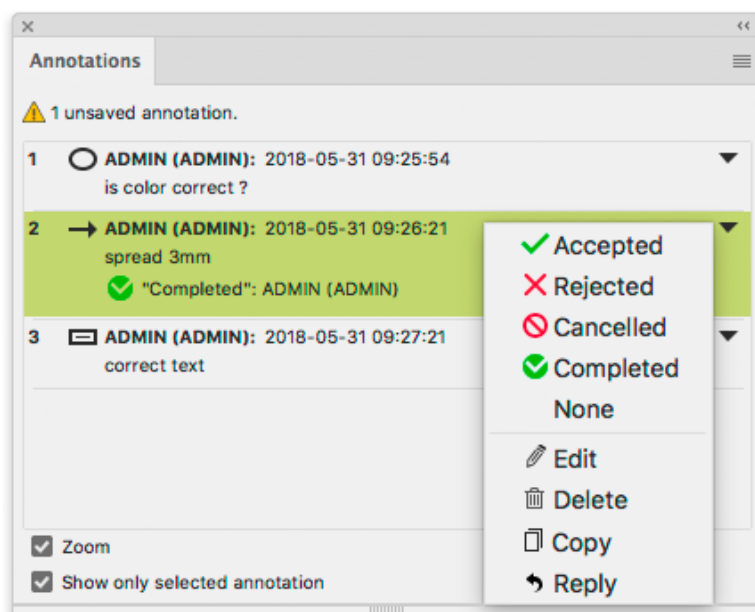 Annotations
1 unsaved annotation.
1 ADMIN (ADMIN): 2018-05-31 09:25:54
is color correct ?
2 ADMIN (ADMIN): 2018-05-31 09:26:21
spread 3mm
"Completed": ADMIN (ADMIN)
3 ADMIN (ADMIN): 2018-05-31 09:27:21
correct text
Accepted
Rejected
Cancelled
Completed
None
Edit
Delete
Copy
Reply
Zoom
Show only selected annotation